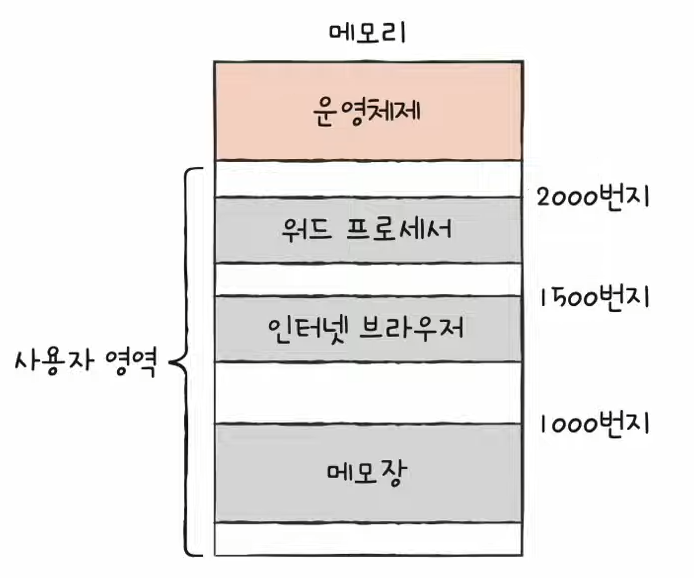 메모리
운영체제
2000번지
워드 프로세서
1500번지
인터넷 브라우저
사용자 영역
1000번지
메모장